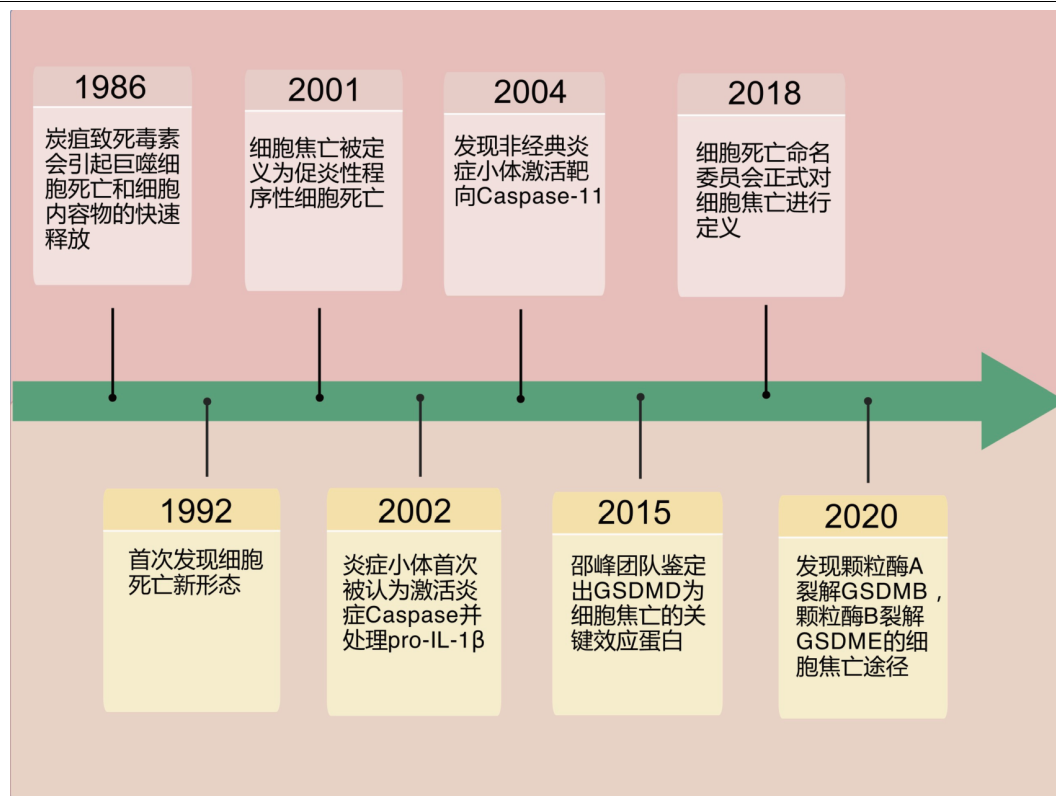 1986
炭疽致死毒素
会引起巨噬细
胞死亡和细胞
内容物的快速
释放
1992
首次发现细胞
死亡新形态
2001
细胞焦亡被定
义为促炎性程
序性细胞死亡
2002
炎症小体首次
被认为激活炎
症Caspase并
处理pro-IL-1β
2004
发现非经典炎
症小体激活靶
向Caspase-11
2015
邵峰团队鉴定
出GSDMD为
细胞焦亡的关
键效应蛋白
2018
细胞死亡命名
委员会正式对
细胞焦亡进行
定义
2020
发现颗粒酶A
裂解GSDMB，
颗粒酶B裂解
GSDME的细
胞焦亡途径